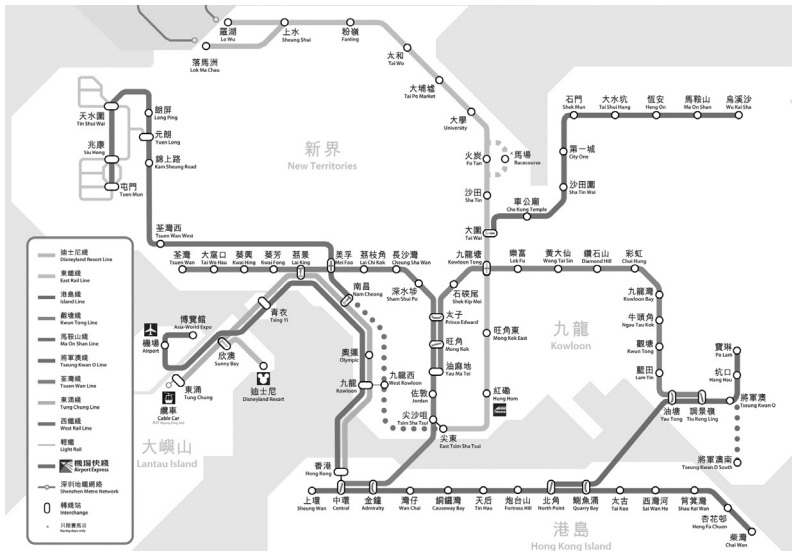 羅湖
Lo Wu
上水
Sheung Shui
粉嶺
Fanling
落馬洲
Lok Ma Chau
太和
Tai Wo
大埔墟
Tai Po Market
大學
University
火炭
Fo Tan
馬場
Racecourse
沙田
Sha Tin
大圍
Tai Wai
車公廟
Che Kung Temple
沙田圍
Sha Tin Wai
第一城
City One
石門
Shek Mun
大水坑
Tai Shui Hang
恆安
Heng On
馬鞍山
Ma On Shan
烏溪沙
Wu Kai Sha
天水圍
Tin Shui Wai
朗屏
Long Ping
元朗
Yuen Long
兆康
Siu Hong
錦上路
Kam Sheung Road
屯門
Tuen Mun
新界
New Territories
荃灣西
Tsuen Wan West
荃灣
Tsuen Wan
大窩口
Tai Wo Hau
葵興
Kwai Hing
葵芳
Kwai Fong
荔景
Lai King
美孚
Mei Foo
荔枝角
Lai Chi Kok
長沙灣
Cheung Sha Wan
深水埗
Sham Shui Po
南昌
Nam Cheong
九龍塘
Kowloon Tong
樂富
Lok Fu
黃大仙
Wong Tai Sin
鑽石山
Diamond Hill
彩虹
Choi Hung
石硤尾
Shek Kip Mei
太子
Prince Edward
旺角
Mong Kok
旺角東
Mong Kok East
油麻地
Yau Ma Tei
九龍
Kowloon
九龍灣
Kowloon Bay
牛頭角
Ngau Tau Kok
觀塘
Kwun Tong
藍田
Lam Tin
寶琳
Po Lam
坑口
Hang Hau
油塘
Yau Tong
調景嶺
Tiu Keng Ling
將軍澳
Tseung Kwan O
將軍澳南
Tseung Kwan O South
青衣
Tsing Yi
博覽館
Asia-World Expo
機場
Airport
欣澳
Sunny Bay
迪士尼
Disneyland Resort
東涌
Tung Chung
纜車
Cable Car
大嶼山
Lantau Island
奧運
Olympic
九龍
Kowloon
九龍西
West Kowloon
佐敦
Jordan
紅磡
Hung Hom
尖沙咀
Tsim Sha Tsui
尖東
East Tsim Sha Tsui
香港
Hong Kong
上環
Sheung Wan
中環
Central
金鐘
Admiralty
灣仔
Wan Chai
銅鑼灣
Causeway Bay
天后
Tin Hau
炮台山
Fortress Hill
北角
North Point
鰂魚涌
Quarry Bay
太古
Tai Koo
西灣河
Sai Wan Ho
筲箕灣
Shau Kei Wan
杏花邨
Heng Fa Chuen
柴灣
Chai Wan
港島
Hong Kong Island
迪士尼綫
Disneyland Resort Line
東鐵綫
East Rail Line
港島綫
Island Line
觀塘綫
Kwun Tong Line
馬鞍山綫
Ma On Shan Line
將軍澳綫
Tseung Kwan O Line
荃灣綫
Tsuen Wan Line
東涌綫
Tung Chung Line
西鐵綫
West Rail Line
輕鐵
Light Rail
機場快綫
Airport Express
深圳地鐵網絡
Shenzhen Metro Network
轉綫站
Interchange
* 只限賽馬日
Racing days only